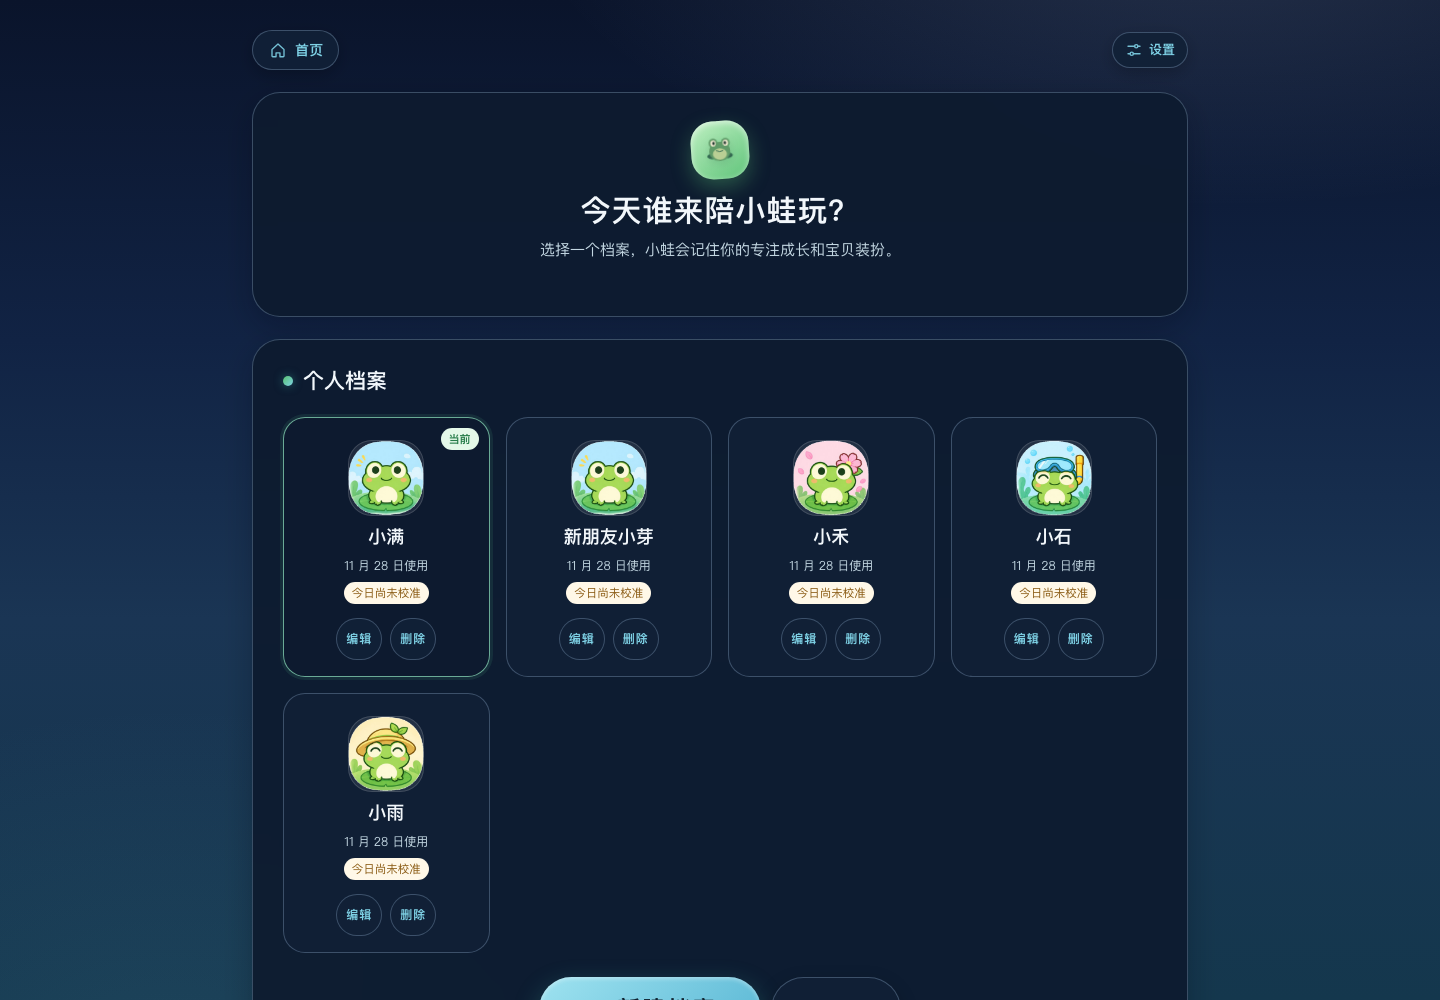 首页
设置
今天谁来陪小蛙玩?
选择一个档案，小蛙会记住你的专注成长和宝贝装扮。
个人档案
当前
小满
11 月 28 日使用
今日尚未校准
编辑 删除
新朋友小芽
11 月 28 日使用
今日尚未校准
编辑 删除
小禾
11 月 28 日使用
今日尚未校准
编辑 删除
小石
11 月 28 日使用
今日尚未校准
编辑 删除
小雨
11 月 28 日使用
今日尚未校准
编辑 删除